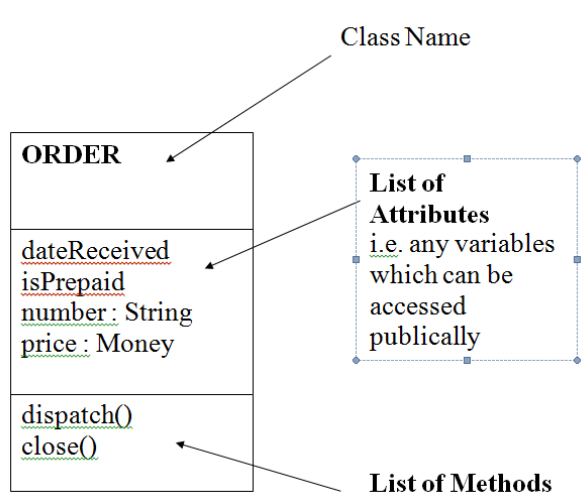 Class Name
ORDER
List of
Attributes
i.e. any variables
which can be
accessed
publically
dateReceived
isPrepaid
number : String
price : Money
dispatch()
close()
List of Methods